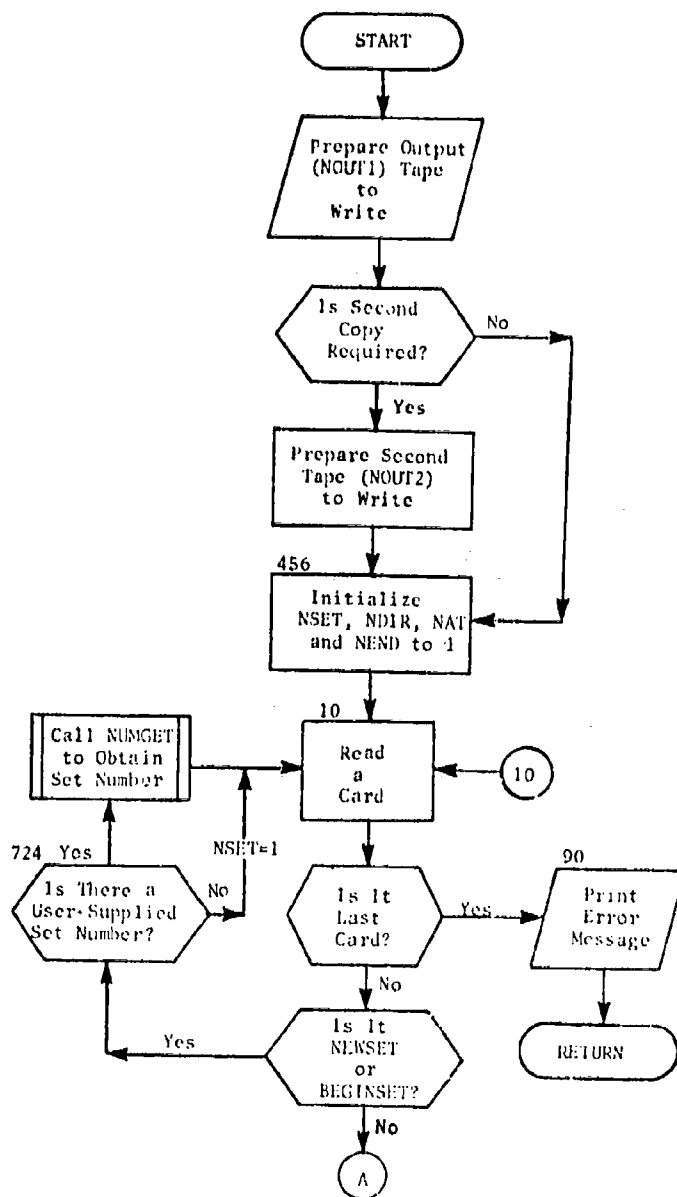 START
Prepare Output
(NOUT1) Tape
to
Write
Is Second
Copy
Required?
No
Yes
Prepare Second
Tape (NOUT2)
to Write
456
Initialize
NSET, NDIR, NAT
and NEND to 1
10
Read
a
Card
10
Call NUMGET
to Obtain
Set Number
NSET=1
724 Yes
Is There a
User-Supplied
Set Number?
No
Is It
Last
Card?
Yes
90
Print
Error
Message
No
RETURN
Is It
NEWSET
or
BEGINSET?
Yes
No
A